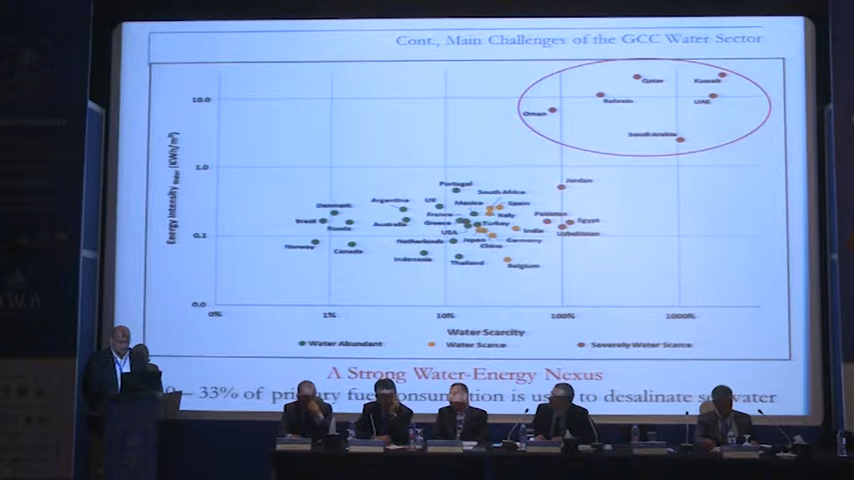 Cont., Main Challenges of the GCC Water Sector
Energy Intensity Water (KWh/m³)
10.0
1.0
0.1
0.0
0%
1%
10%
100%
1000%
Qatar
Kuwait
Bahrain
UAE
Oman
Saudi Arabia
Jordan
Portugal
South Africa
Denmark
Argentina
UK
Mexico
Spain
Brazil
Russia
France
Italy
Pakistan
Egypt
Australia
Greece
Turkey
India
Uzbekistan
USA
Norway
Canada
Netherlands
Japan
Germany
China
Indonesia
Thailand
Belgium
Water Scarcity
Water Abundant
Water Scarce
Severely Water Scarce
A Strong Water-Energy Nexus
– 33% of primary fuel consumption is used to desalinate seawater